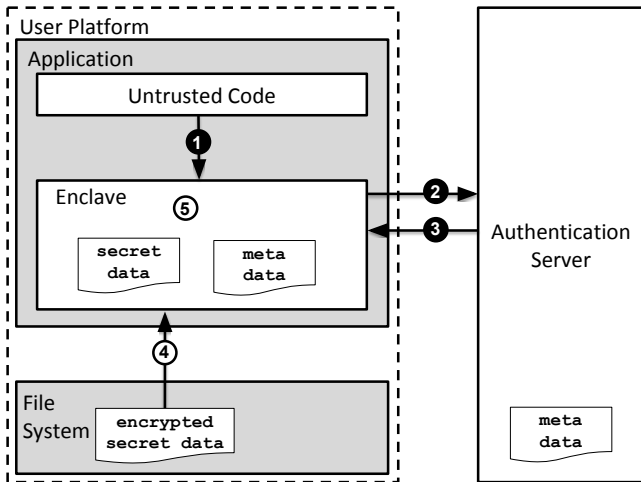 User Platform
Application
Untrusted Code
1
Enclave
5
2
3
secret
data
meta
data
Authentication
Server
4
File
System
encrypted
secret data
meta
data